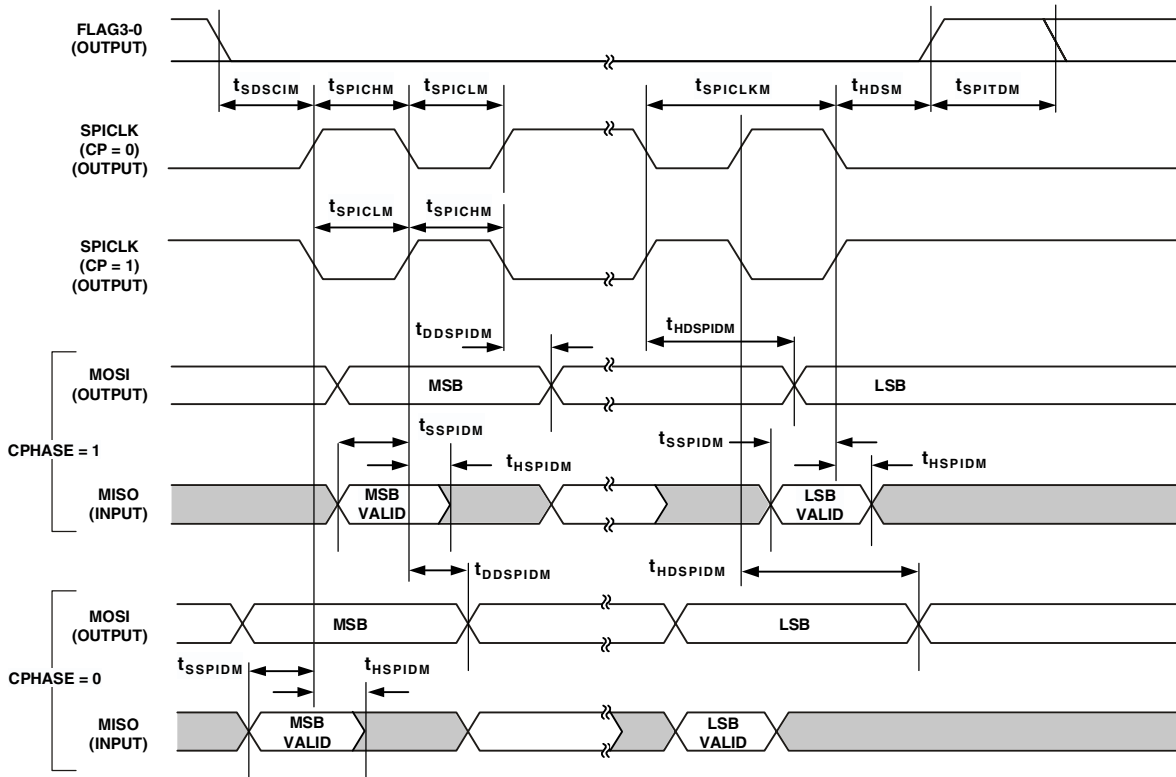 FLAG3-0
(OUTPUT)
tSDSCIM
tSPICHM
tSPICLM
tSPICLKM
tHDSM
tSPITDM
SPICLK
(CP = 0)
(OUTPUT)
tSPICLM
tSPICHM
SPICLK
(CP = 1)
(OUTPUT)
tDDSPIDM
tHDSPIDM
CPHASE = 1
MOSI
(OUTPUT)
MSB
LSB
tSSPIDM
tHSPIDM
tSSPIDM
tHSPIDM
MISO
(INPUT)
MSB
VALID
LSB
VALID
tDDSPIDM
tHDSPIDM
CPHASE = 0
MOSI
(OUTPUT)
MSB
LSB
tSSPIDM
tHSPIDM
MISO
(INPUT)
MSB
VALID
LSB
VALID